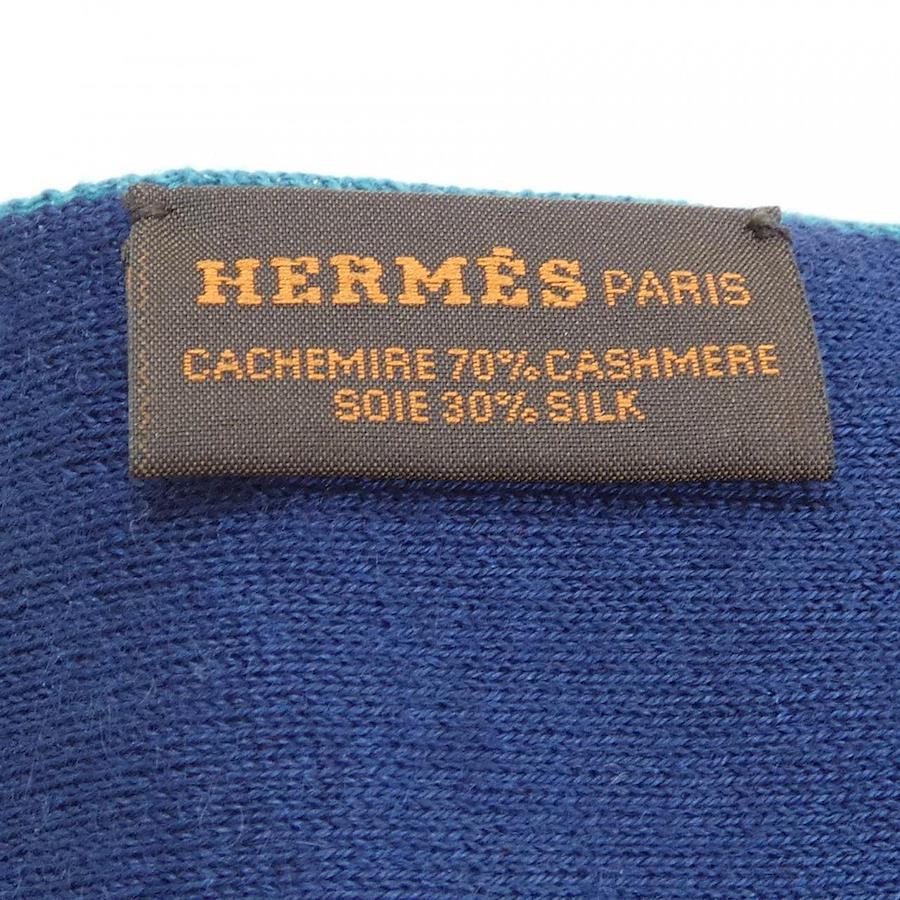 HERMÈS PARIS
CACHEMIRE 70% CASHMERE
SOIE 30% SILK